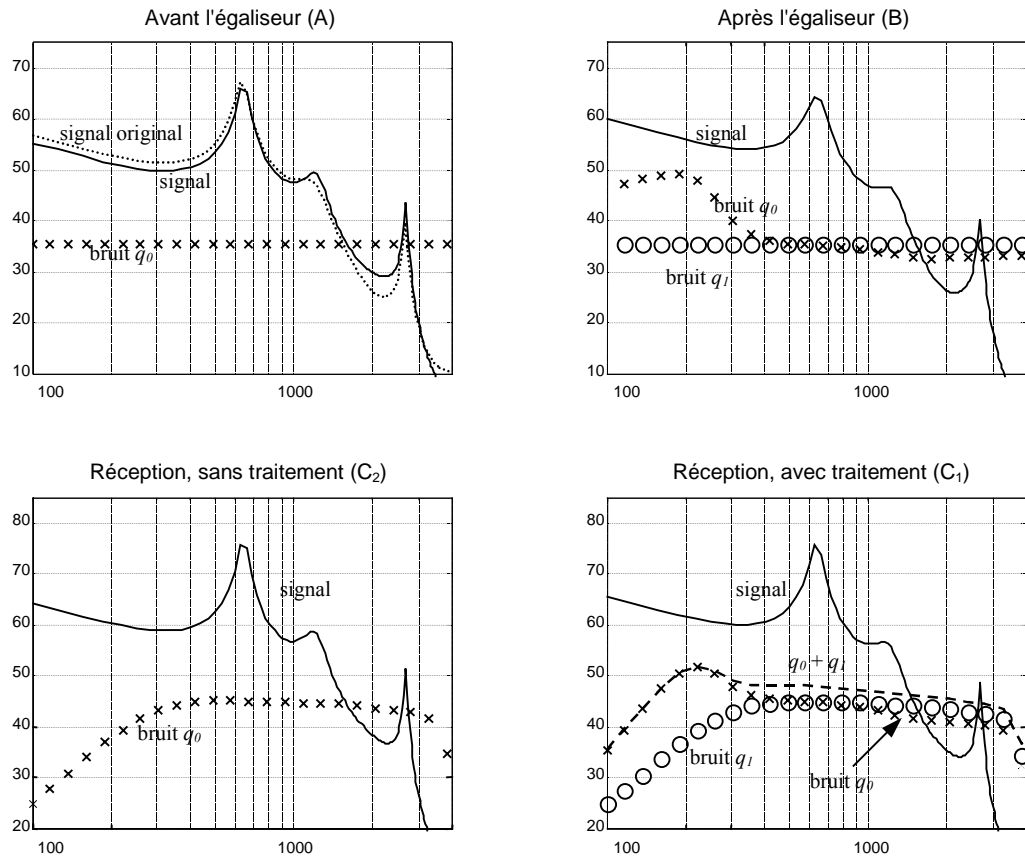 Avant l'égaliseur (A)
70
60
50
40
30
20
10
100
1000
signal original
signal
bruit q0
Après l'égaliseur (B)
70
60
50
40
30
20
10
100
1000
signal
bruit q0
bruit q1
Réception, sans traitement (C2)
80
70
60
50
40
30
20
100
1000
signal
bruit q0
Réception, avec traitement (C1)
80
70
60
50
40
30
20
100
1000
signal
q0 + q1
bruit q1
bruit q0